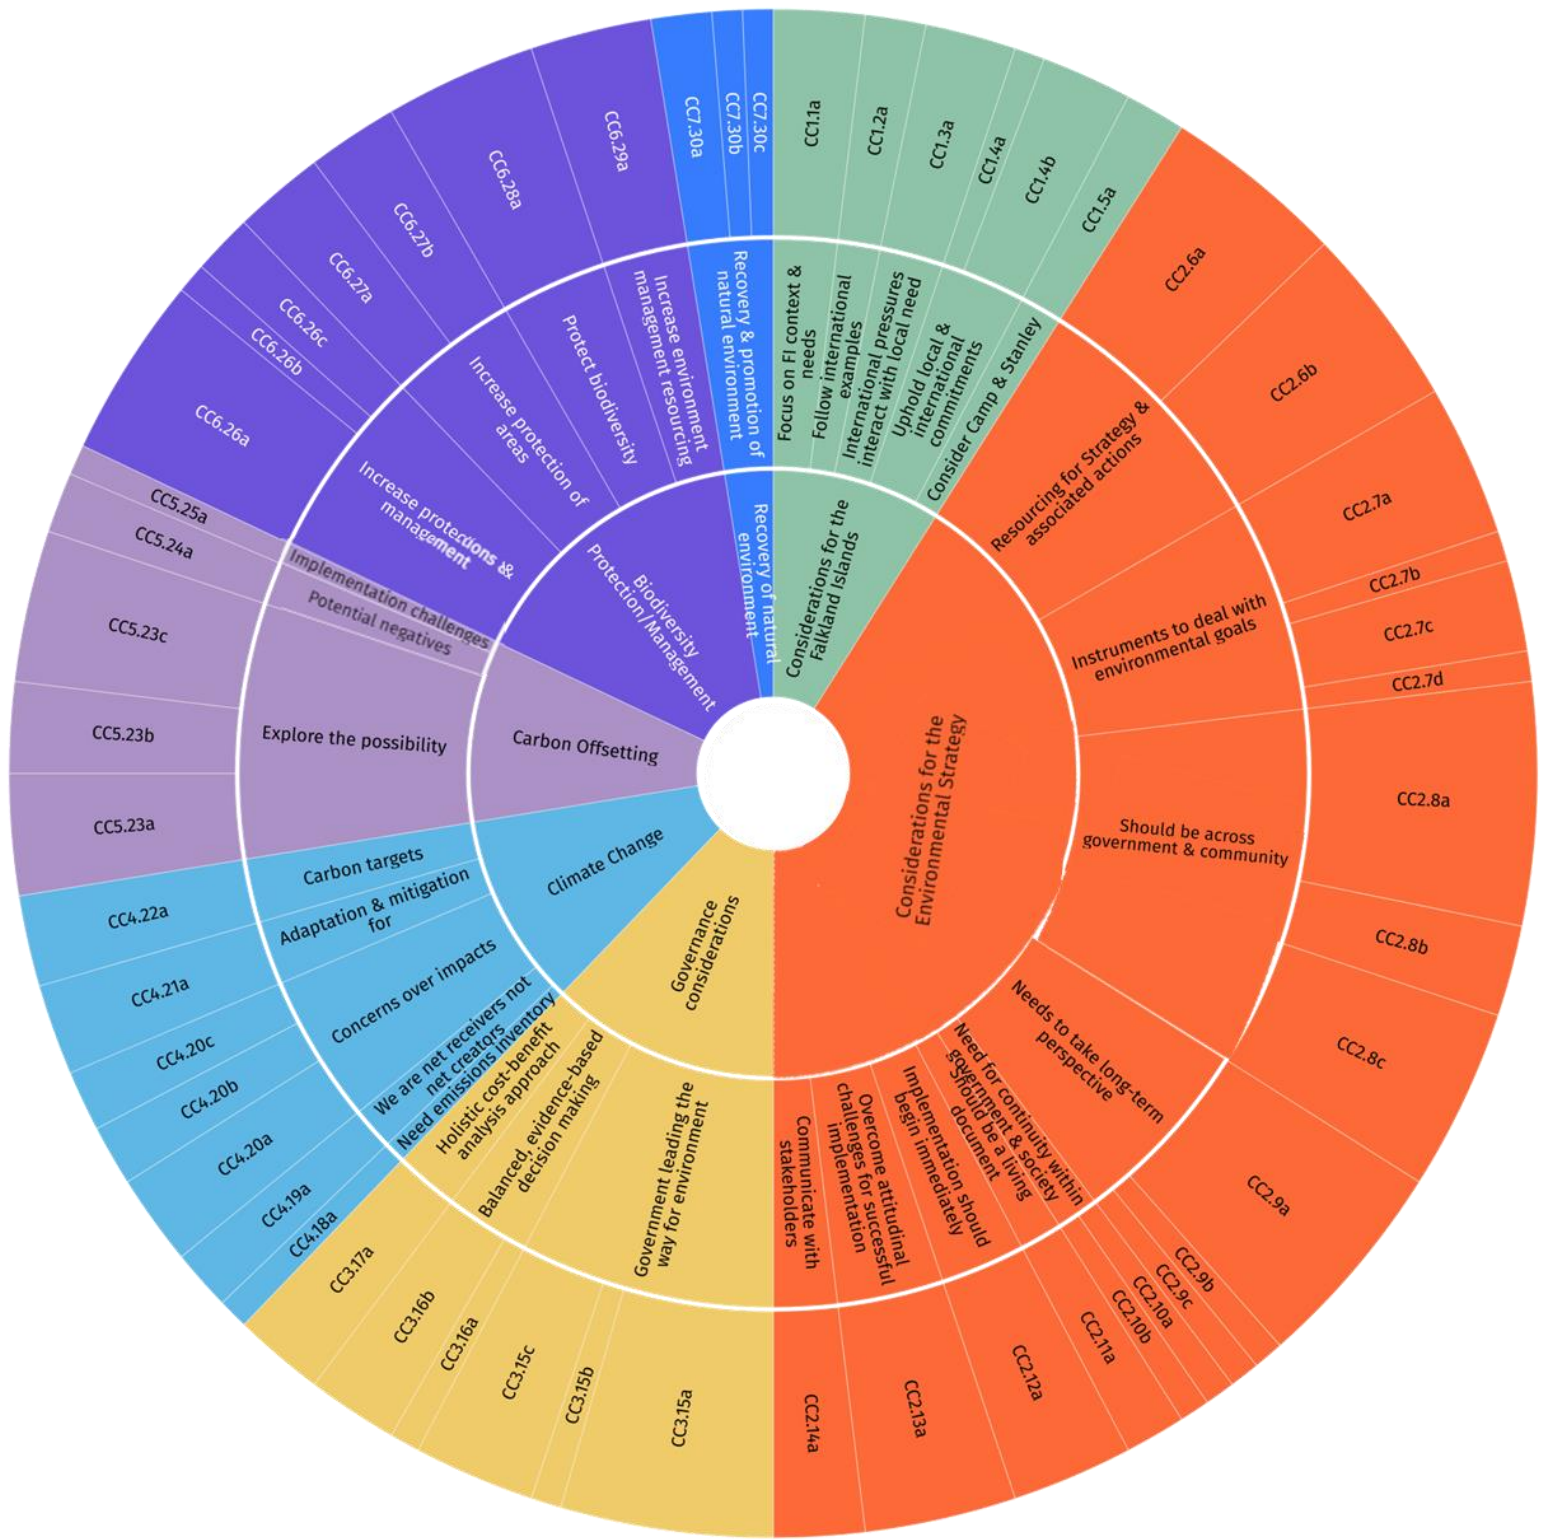 Considerations for the
Falkland Islands
Focus on FI context &
needs
CC1.1a
Follow international
examples
CC1.2a
International pressures
interact with local need
CC1.3a
Uphold local &
international
commitments
CC1.4a
CC1.4b
Consider Camp & Stanley
CC1.5a
Considerations for the
Environmental Strategy
Resourcing for Strategy &
associated actions
CC2.6a
CC2.6b
Instruments to deal with
environmental goals
CC2.7a
CC2.7b
CC2.7c
CC2.7d
Should be across
government & community
CC2.8a
CC2.8b
CC2.8c
Needs to take long-term
perspective
CC2.9a
CC2.9b
CC2.9c
Need for continuity within
government & society
CC2.10a
CC2.10b
Should be a living
document
CC2.11a
Implementation should
begin immediately
CC2.12a
Overcome attitudinal
challenges for successful
implementation
CC2.13a
Communicate with
stakeholders
CC2.14a
Governance
considerations
Government leading the
way for environment
CC3.15a
CC3.15b
CC3.15c
Balanced, evidence-based
decision making
CC3.16a
CC3.16b
Holistic cost-benefit
analysis approach
CC3.17a
Climate Change
Need emissions inventory
CC4.18a
We are net receivers not
net creators
CC4.19a
Concerns over impacts
CC4.20a
CC4.20b
CC4.20c
Adaptation & mitigation
for
CC4.21a
Carbon targets
CC4.22a
Carbon Offsetting
Explore the possibility
CC5.23a
CC5.23b
CC5.23c
Potential negatives
CC5.24a
Implementation challenges
CC5.25a
Biodiversity
Protection/Management
Increase protections &
management
CC6.26a
CC6.26b
CC6.26c
Increase protection of
areas
CC6.27a
CC6.27b
Protect biodiversity
CC6.28a
Increase environment
management resourcing
CC6.29a
Recovery of natural
environment
Recovery & promotion of
natural environment
CC7.30a
CC7.30b
CC7.30c